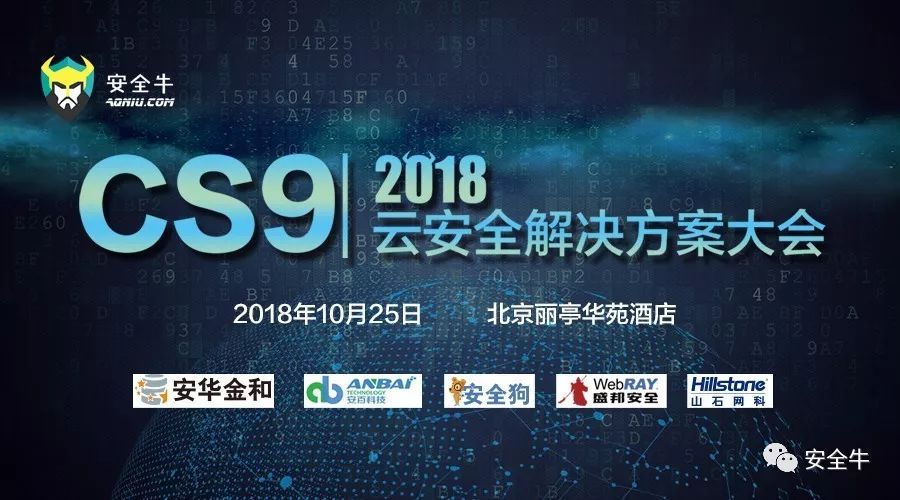 安全牛
AQNIU.COM
CS9
2018
云安全解决方案大会
2018年10月25日 北京丽亭华苑酒店
安华金和
ANBAI
TECHNOLOGY
安百科技
安全狗
WebRAY
盛邦安全
Hillstone
山石网科
安全牛